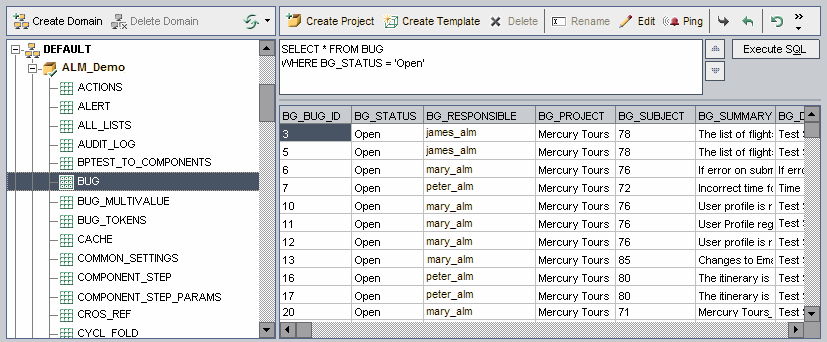 Create Domain Delete Domain
DEFAULT
ALM_Demo
ACTIONS
ALERT
ALL_LISTS
AUDIT_LOG
BPTEST_TO_COMPONENTS
BUG
BUG_MULTIVALUE
BUG_TOKENS
CACHE
COMMON_SETTINGS
COMPONENT_STEP
COMPONENT_STEP_PARAMS
CROS_REF
CYCL_FOLD
Create Project Create Template Delete Rename Edit Ping
SELECT * FROM BUG
WHERE BG_STATUS = 'Open'
Execute SQL
BG_BUG_ID BG_STATUS BG_RESPONSIBLE BG_PROJECT BG_SUBJECT BG_SUMMARY BG_D
3 Open james_alm Mercury Tours 78 The list of flight: Test S
5 Open james_alm Mercury Tours 78 The list of flight: Test S
6 Open mary_alm Mercury Tours 76 If error on subm If erro
7 Open peter_alm Mercury Tours 72 Incorrect time fo Time
10 Open mary_alm Mercury Tours 76 User profile is r Test S
11 Open mary_alm Mercury Tours 76 User Profile reg Test S
12 Open mary_alm Mercury Tours 76 User profile is r Test S
13 Open mary_alm Mercury Tours 85 Changes to Ema Test S
16 Open peter_alm Mercury Tours 80 The itinerary is Test S
17 Open peter_alm Mercury Tours 80 The itinerary is Test S
20 Open mary_alm Mercury Tours 71 Mercury Tours_ Test S